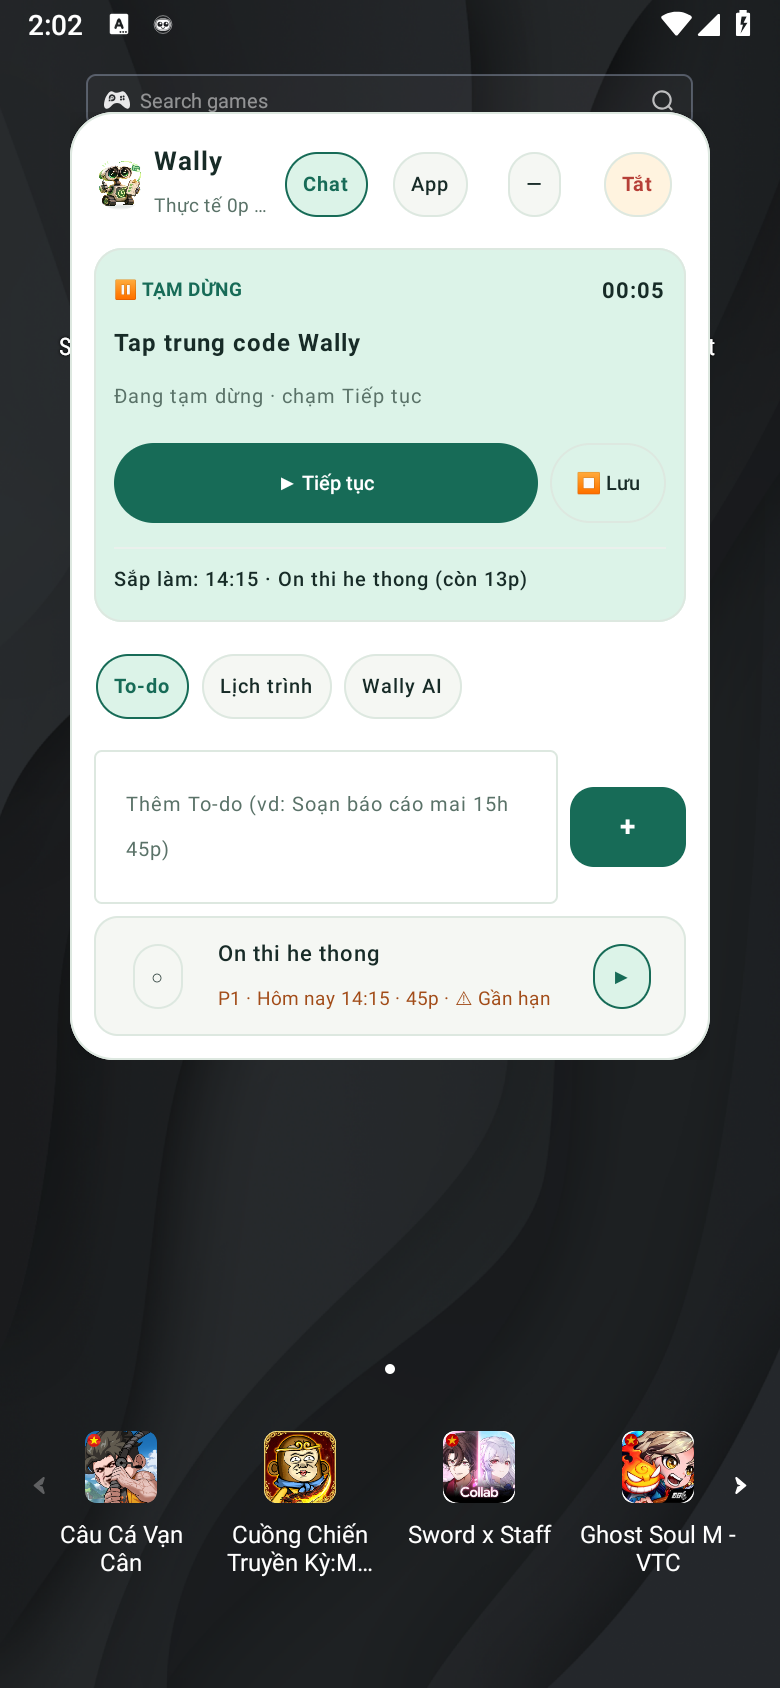 2:02
Search games
Wally
Thực tế 0p ...
Chat
App
–
Tắt
TẠM DỪNG
00:05
Tap trung code Wally
Đang tạm dừng · chạm Tiếp tục
► Tiếp tục
Lưu
Sắp làm: 14:15 · On thi he thong (còn 13p)
To-do
Lịch trình
Wally AI
Thêm To-do (vd: Soạn báo cáo mai 15h
45p)
+
On thi he thong
P1 · Hôm nay 14:15 · 45p · ⚠ Gần hạn
Collab
Câu Cá Vạn
Cân
Cuồng Chiến
Truyền Kỳ:M...
Sword x Staff
Ghost Soul M -
VTC